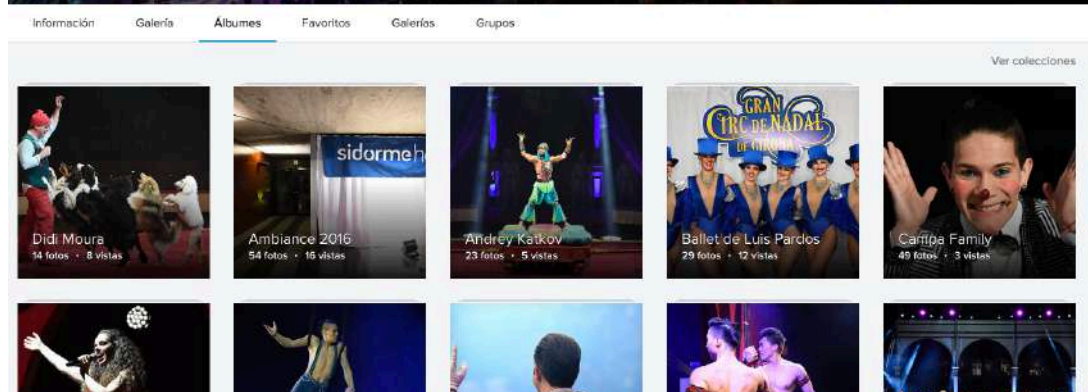 Información Galería Álbumes Favoritos Galerías Grupos
Ver colecciones
GRAN
CIRC DE NADAL
DE GIRONA
sidorme
Didi Moura
14 fotos • 8 vistas
Ambiance 2016
54 fotos • 16 vistas
Andrey Katkov
23 fotos • 5 vistas
Ballet de Luis Pardos
29 fotos • 12 vistas
Campa Family
49 fotos • 3 vistas